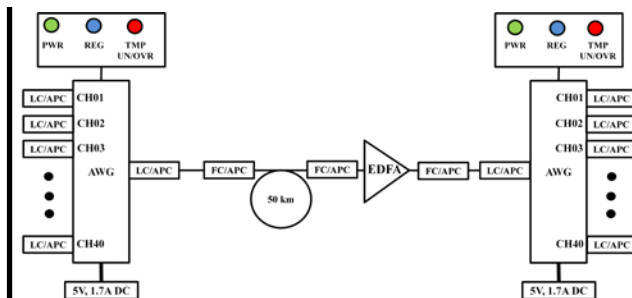 PWR REG TMP UN/OVR
LC/APC CH01
LC/APC CH02
LC/APC CH03
AWG
LC/APC CH40
5V, 1.7A DC
LC/APC FC/APC 50 km FC/APC EDFA FC/APC LC/APC
PWR REG TMP UN/OVR
CH01 LC/APC
CH02 LC/APC
CH03 LC/APC
AWG
CH40 LC/APC
5V, 1.7A DC